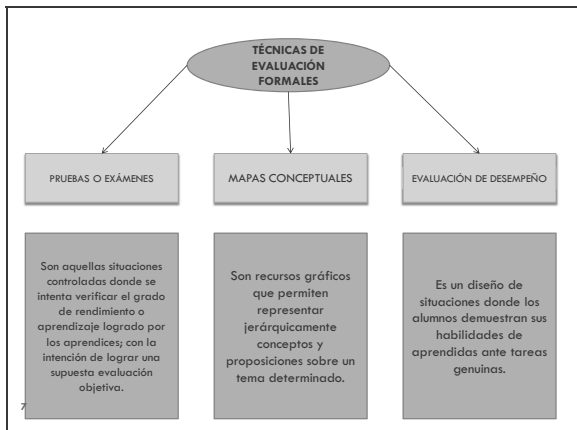 TÉCNICAS DE
EVALUACIÓN
FORMALES
PRUEBAS O EXÁMENES
MAPAS CONCEPTUALES
EVALUACIÓN DE DESEMPEÑO
Son aquellas situaciones
controladas donde se
intenta verificar el grado
de rendimiento o
aprendizaje logrado por
los aprendices; con la
intención de lograr una
supuesta evaluación
objetiva.
Son recursos gráficos
que permiten
representar
jerárquicamente
conceptos y
proposiciones sobre un
tema determinado.
Es un diseño de
situaciones donde los
alumnos demuestran sus
habilidades de
aprendidas ante tareas
genuinas.
7